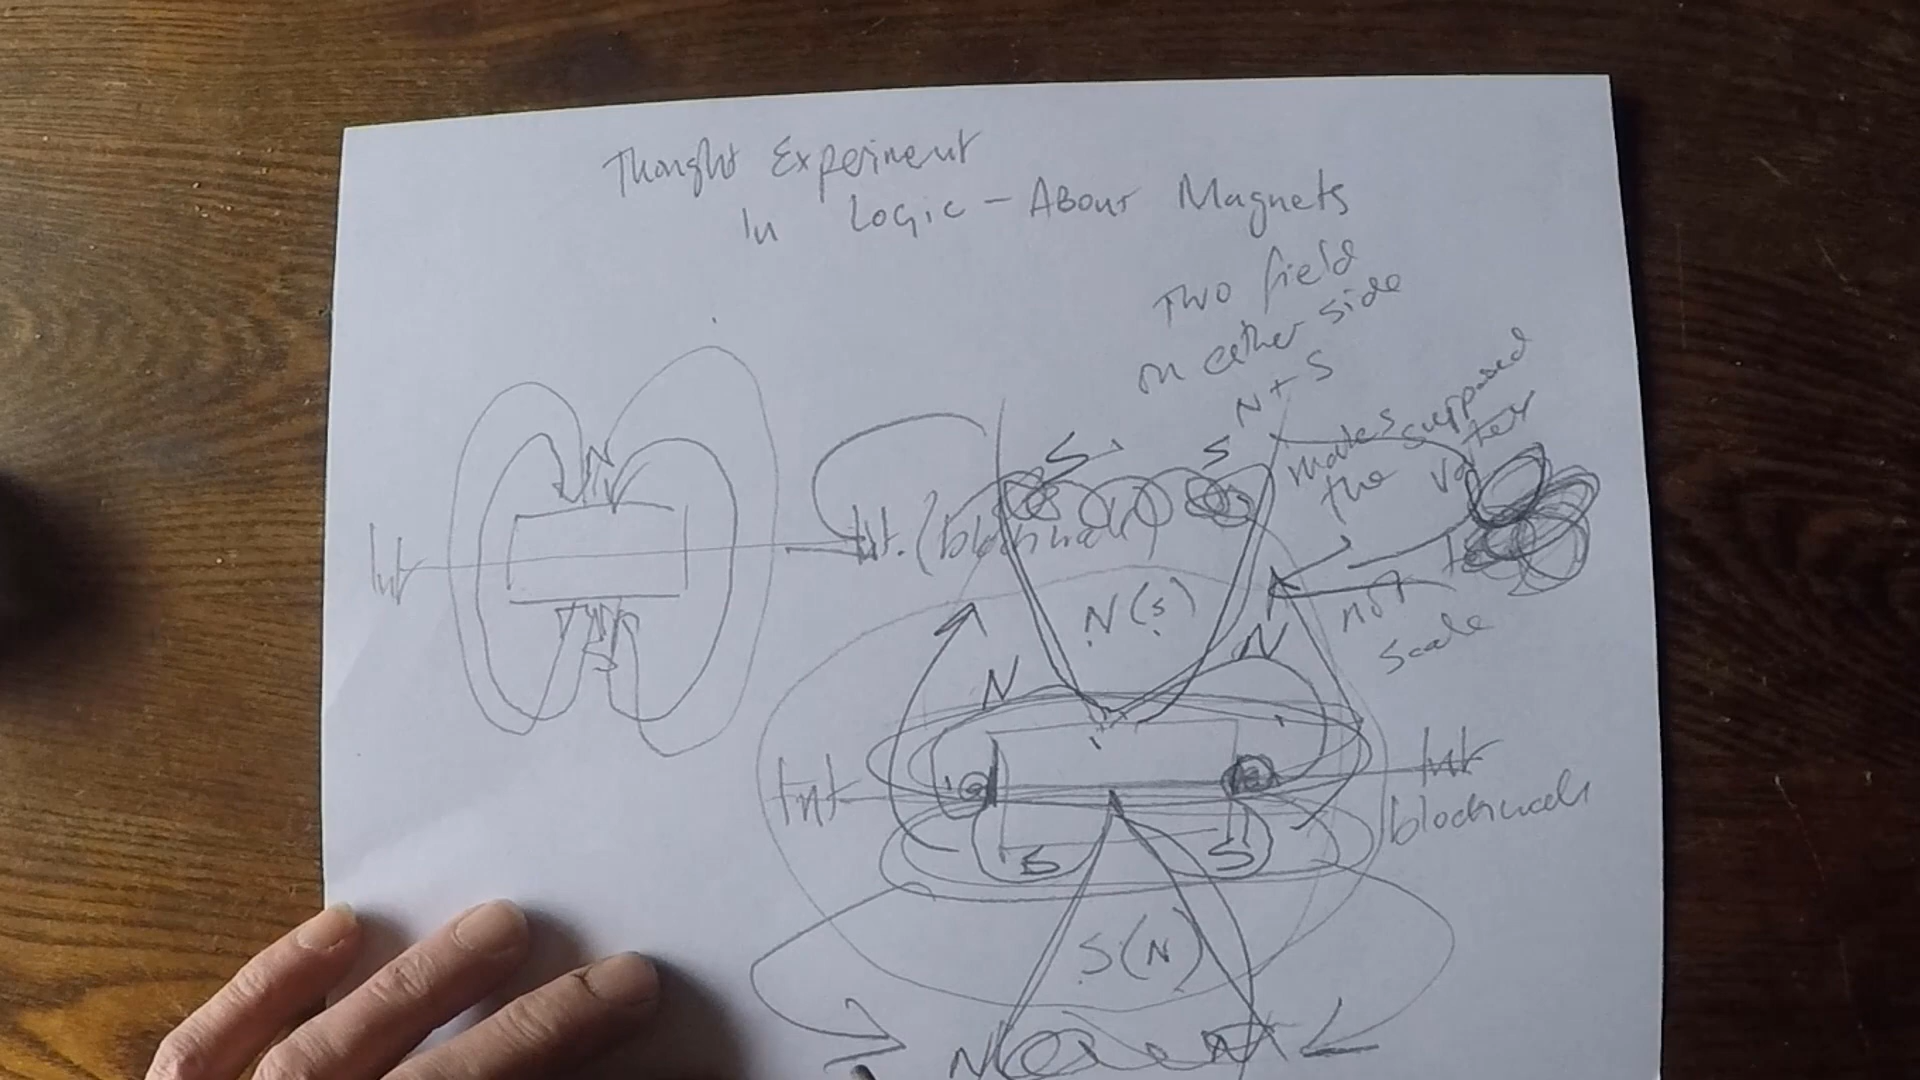 Thought Experiment
In Logic - About Magnets
Two field
on either side
N + S
makes
the supposed
not
scale
N
S
Int
Int. (blochwall)
S
S
N(s)
N
N
Int
Int
blochwall
S
S
S(N)
N
N